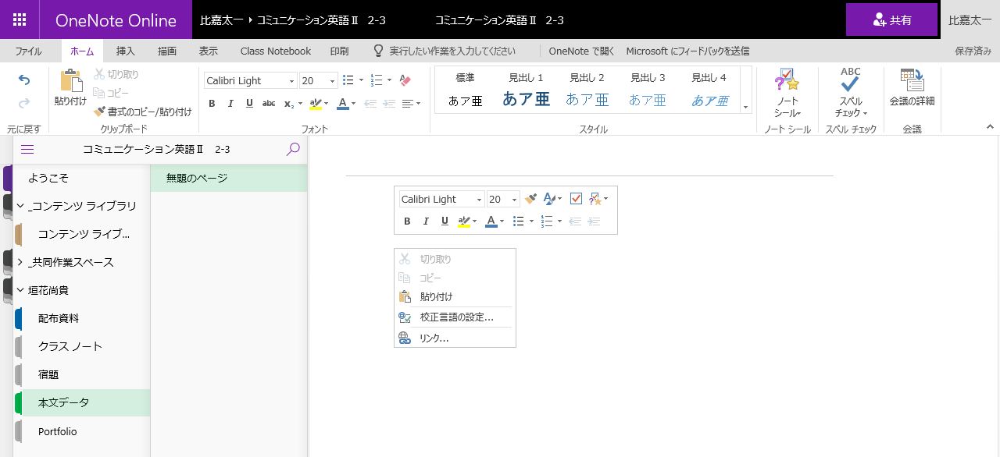 OneNote Online 比嘉太一 ▸ コミュニケーション英語Ⅱ 2-3 コミュニケーション英語Ⅱ 2-3 共有 比嘉太一
ファイル ホーム 挿入 描画 表示 Class Notebook 印刷 実行したい作業を入力してください OneNote で開く Microsoft にフィードバックを送信 保存済み
貼り付け 切り取り
コピー
書式のコピー/貼り付け
Calibri Light 20
B I U abc x₂ ab A
標準 見出し 1 見出し 2 見出し 3 見出し 4
あア亜 あア亜 あア亜 あア亜 あア亜
ノート
シール
ABC
スペル
チェック
会議の詳細
元に戻す クリップボード フォント スタイル ノート シール スペル チェック 会議
コミュニケーション英語Ⅱ 2-3
ようこそ
_コンテンツ ライブラリ
コンテンツ ライブ...
_共同作業スペース
垣花尚貴
配布資料
クラス ノート
宿題
本文データ
Portfolio
無題のページ
Calibri Light 20
B I U ab A
切り取り
コピー
貼り付け
校正言語の設定...
リンク...